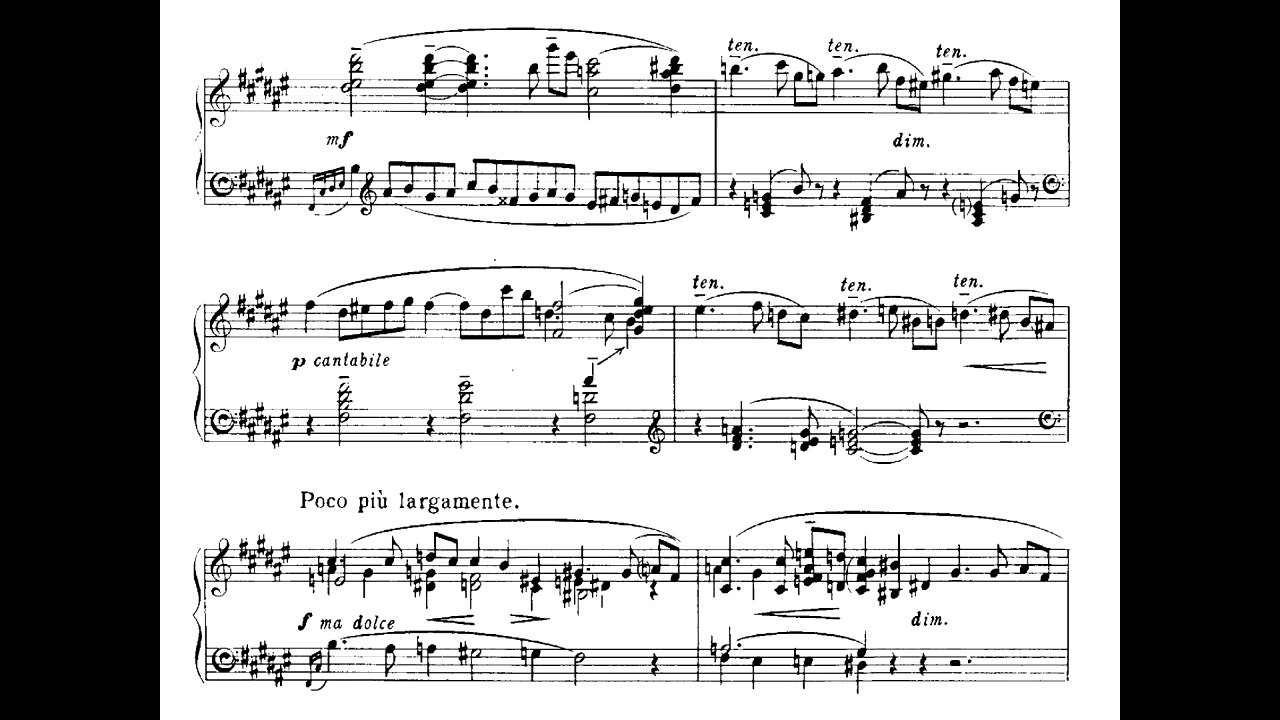 ten. ten. ten.
mf dim.
ten. ten. ten.
p cantabile
Poco più largamente.
f ma dolce dim.